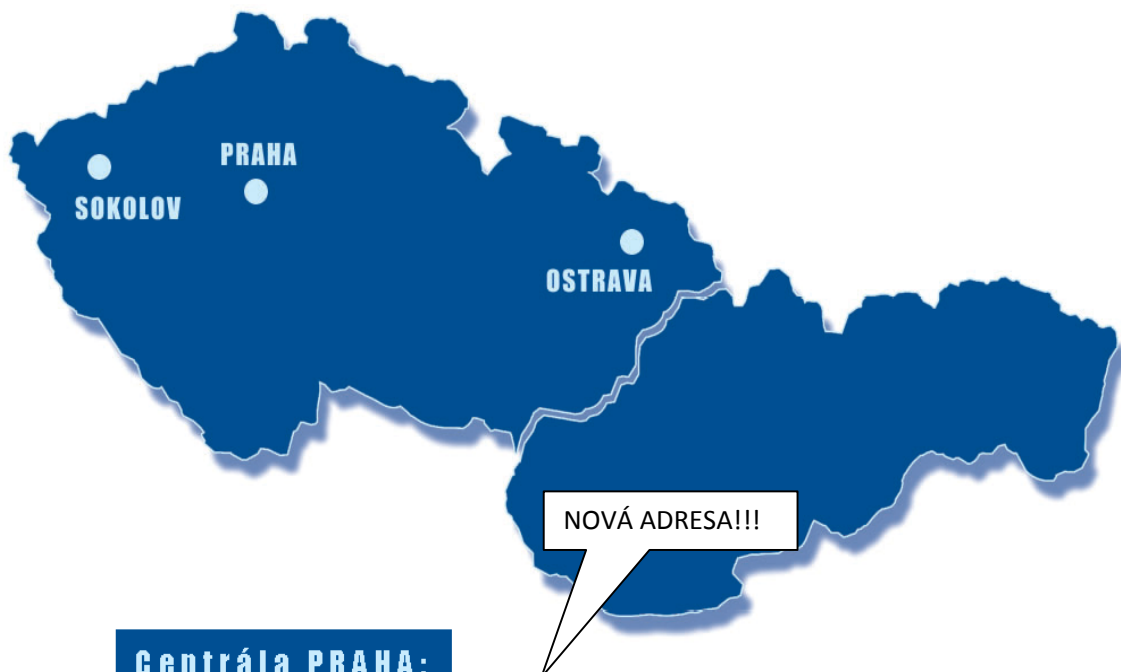 PRAHA
SOKOLOV
OSTRAVA
NOVÁ ADRESA!!!
Centrála PRAHA: